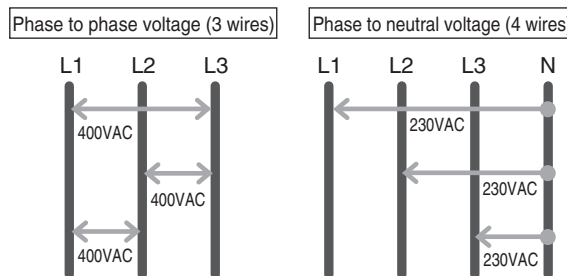 Phase to phase voltage (3 wires)
L1 L2 L3
400VAC
400VAC
400VAC
Phase to neutral voltage (4 wires)
L1 L2 L3 N
230VAC
230VAC
230VAC